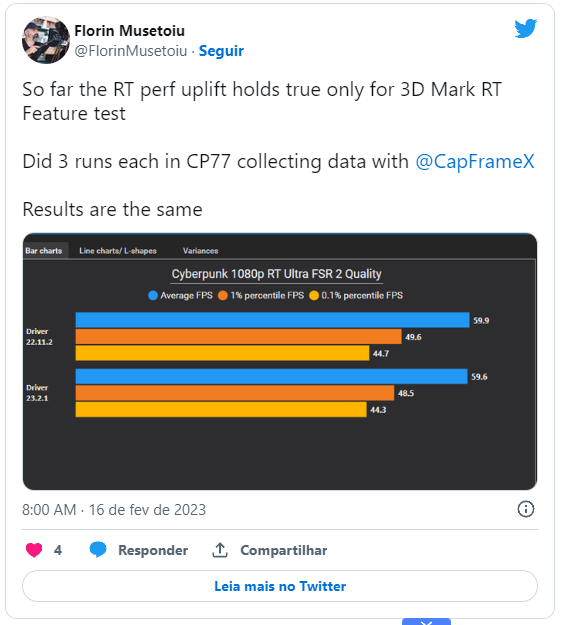 Florin Musetoiu
@FlorinMusetoiu · Seguir
So far the RT perf uplift holds true only for 3D Mark RT
Feature test
Did 3 runs each in CP77 collecting data with @CapFrameX
Results are the same
Bar charts Line charts/ L-shapes Variances
Cyberpunk 1080p RT Ultra FSR 2 Quality
Average FPS 1% percentile FPS 0.1% percentile FPS
Driver
22.11.2
59.9
49.6
44.7
Driver
23.2.1
59.6
48.5
44.3
8:00 AM · 16 de fev de 2023
4 Responder Compartilhar
Leia mais no Twitter